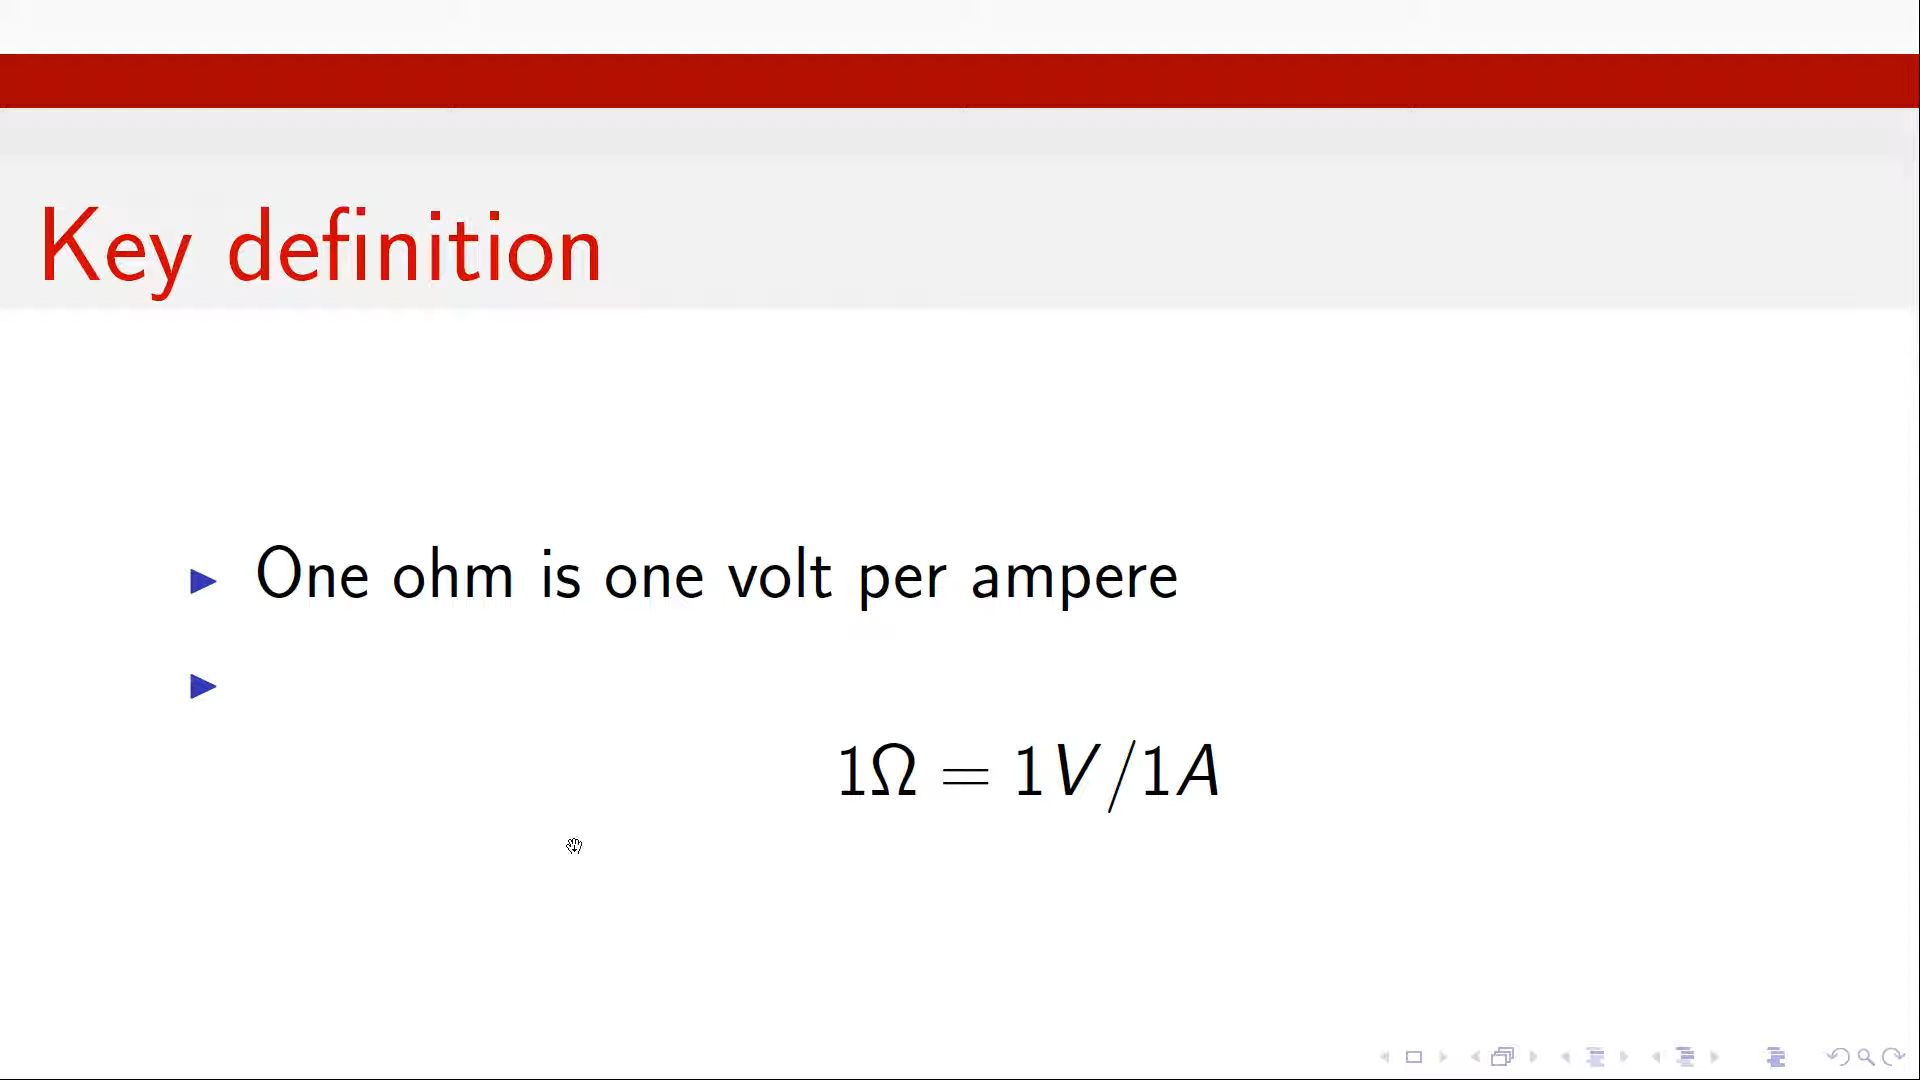 Key definition
One ohm is one volt per ampere
1Ω = 1V/1A